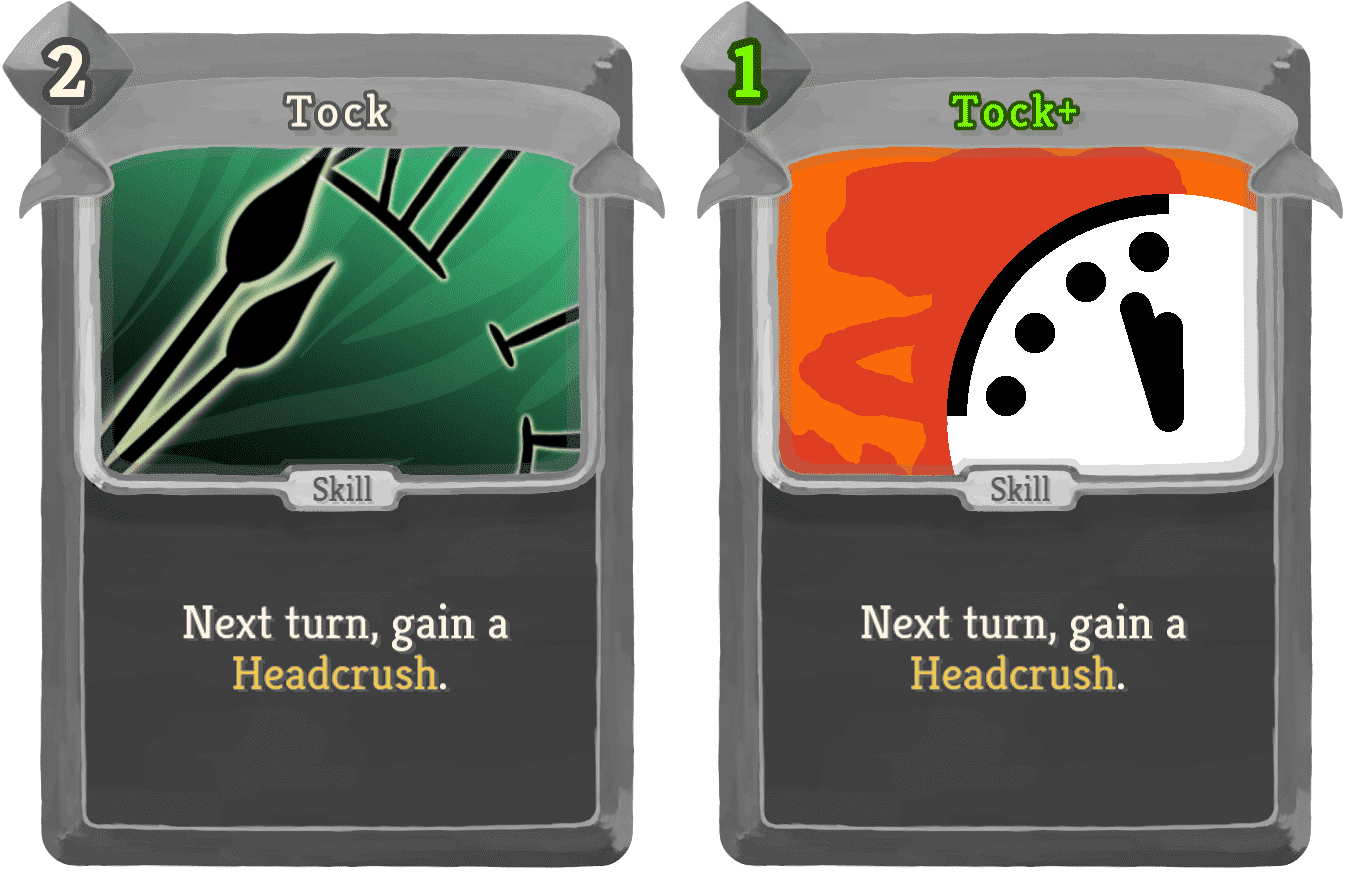 2
Tock
Skill
Next turn, gain a
Headcrush.
1
Tock+
Skill
Next turn, gain a
Headcrush.